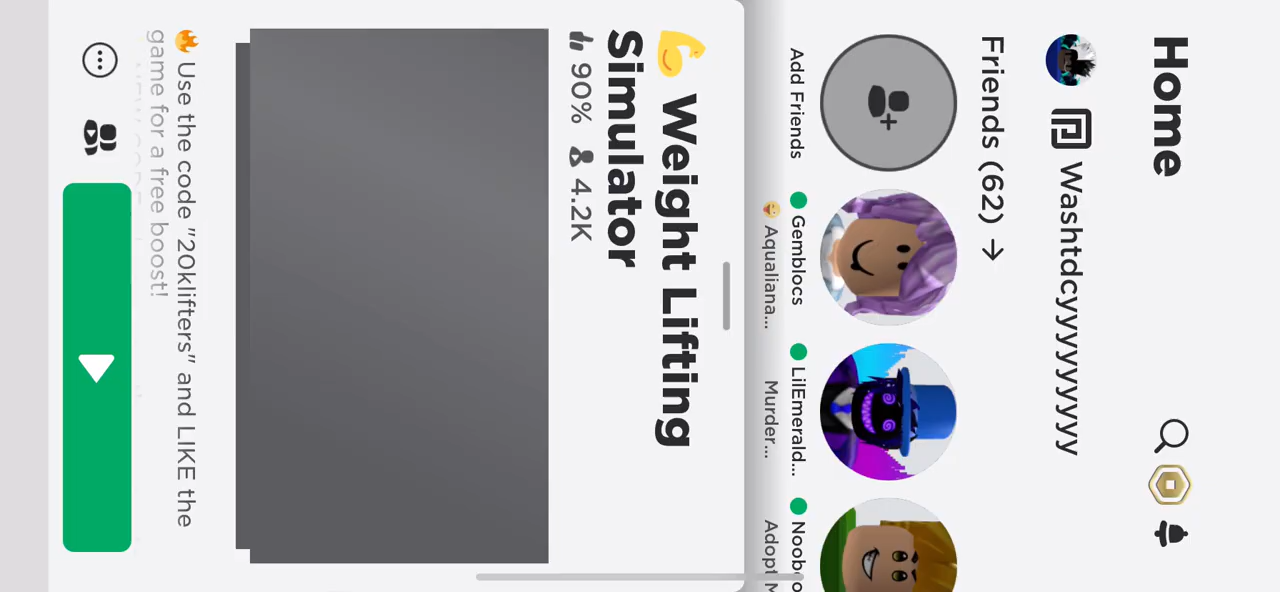 Home
Washtdcyyyyyyyyy
Friends (62) →
Add Friends
Gemblocs
😝 Aqualiana...
LilEmerald...
Murder...
💪 Weight Lifting
Simulator
90% 4.2K
🔥 Use the code "20klifters" and LIKE the
game for a free boost!